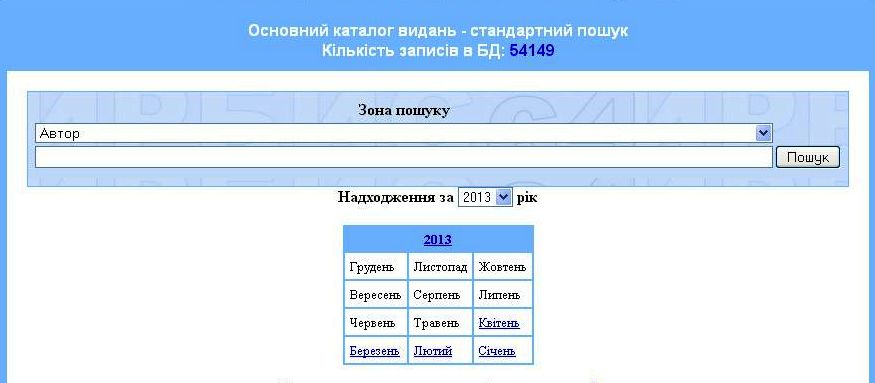 Основний каталог видань - стандартний пошук
Кількість записів в БД: 54149
Зона пошуку
Автор
Пошук
Надходження за 2013 рік
2013
Грудень Листопад Жовтень
Вересень Серпень Липень
Червень Травень Квітень
Березень Лютий Січень